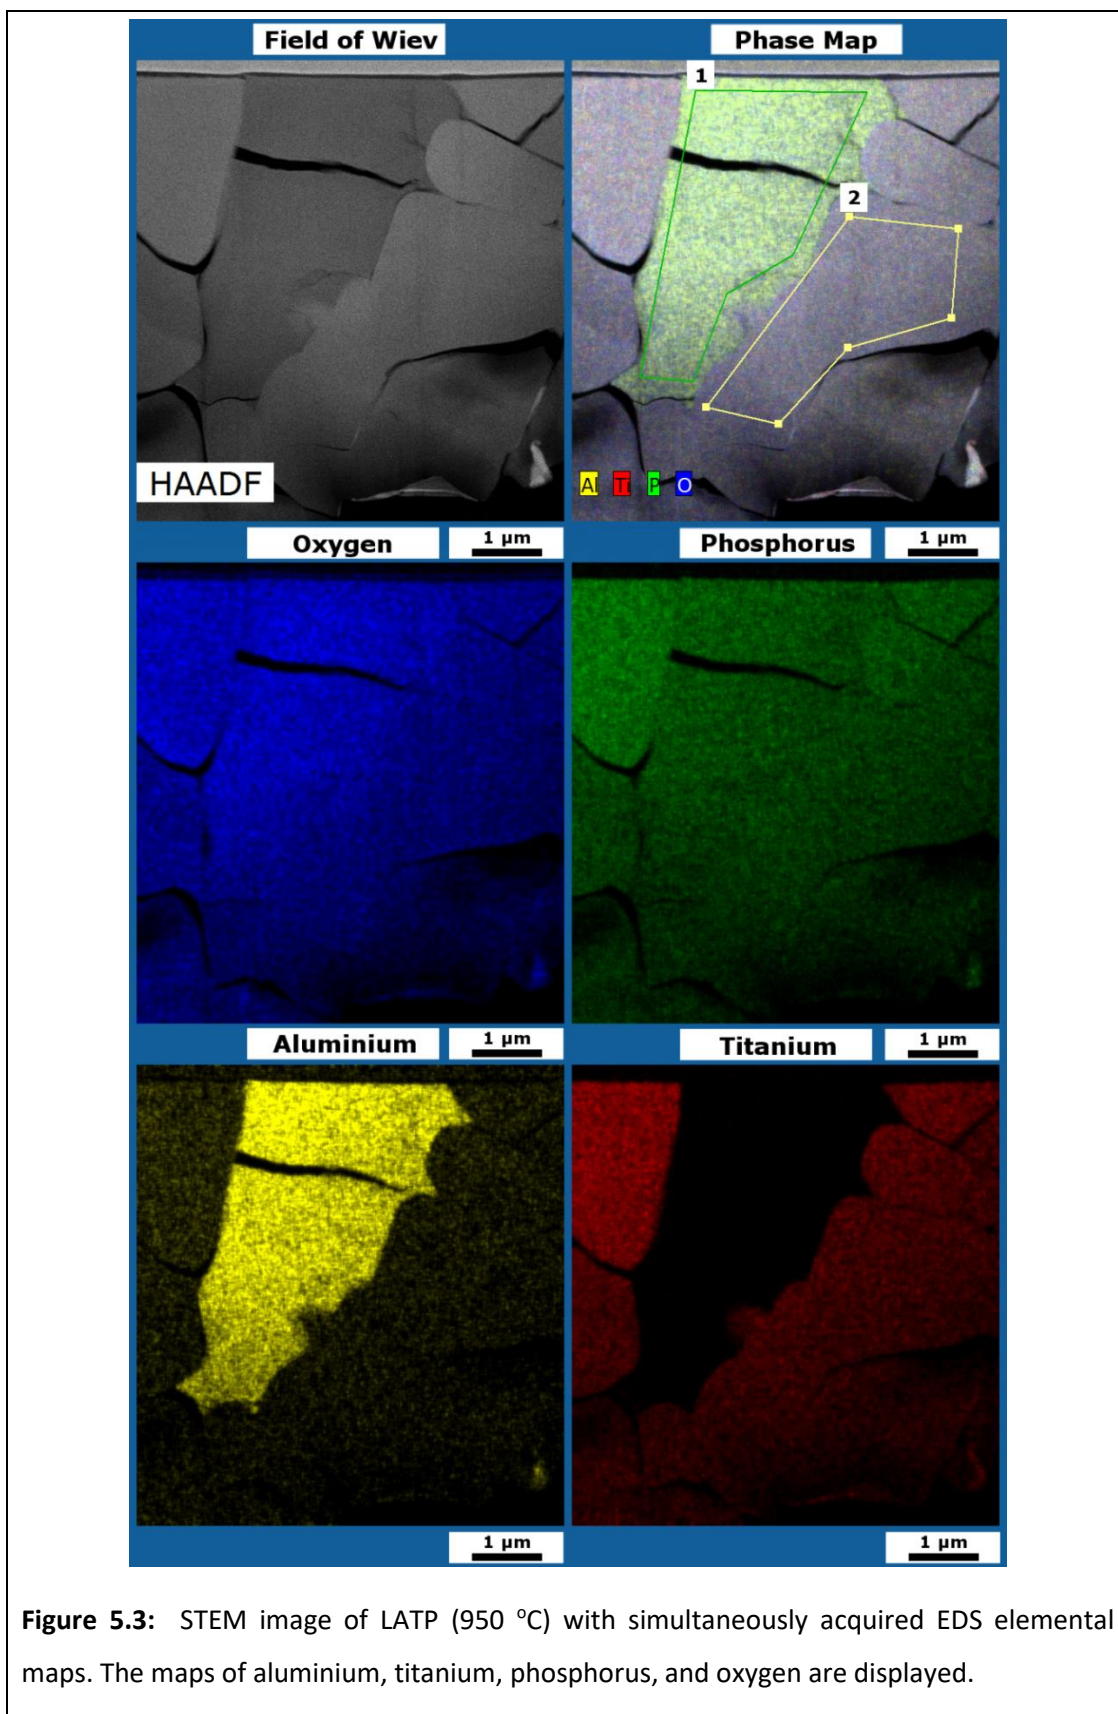 Field of Wiev
Phase Map
1
2
HAADF
Al Ti P O
Oxygen
1 µm
Phosphorus
1 µm
Aluminium
1 µm
Titanium
1 µm
1 µm
1 µm
Figure 5.3: STEM image of LATP (950 °C) with simultaneously acquired EDS elemental
maps. The maps of aluminium, titanium, phosphorus, and oxygen are displayed.